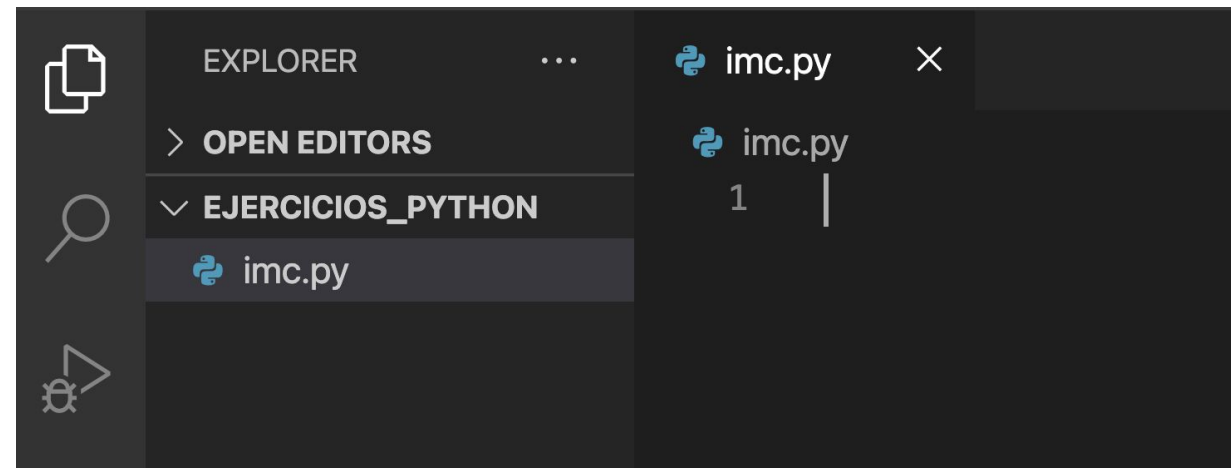 EXPLORER ...
OPEN EDITORS
EJERCICIOS_PYTHON
imc.py
imc.py
imc.py
1